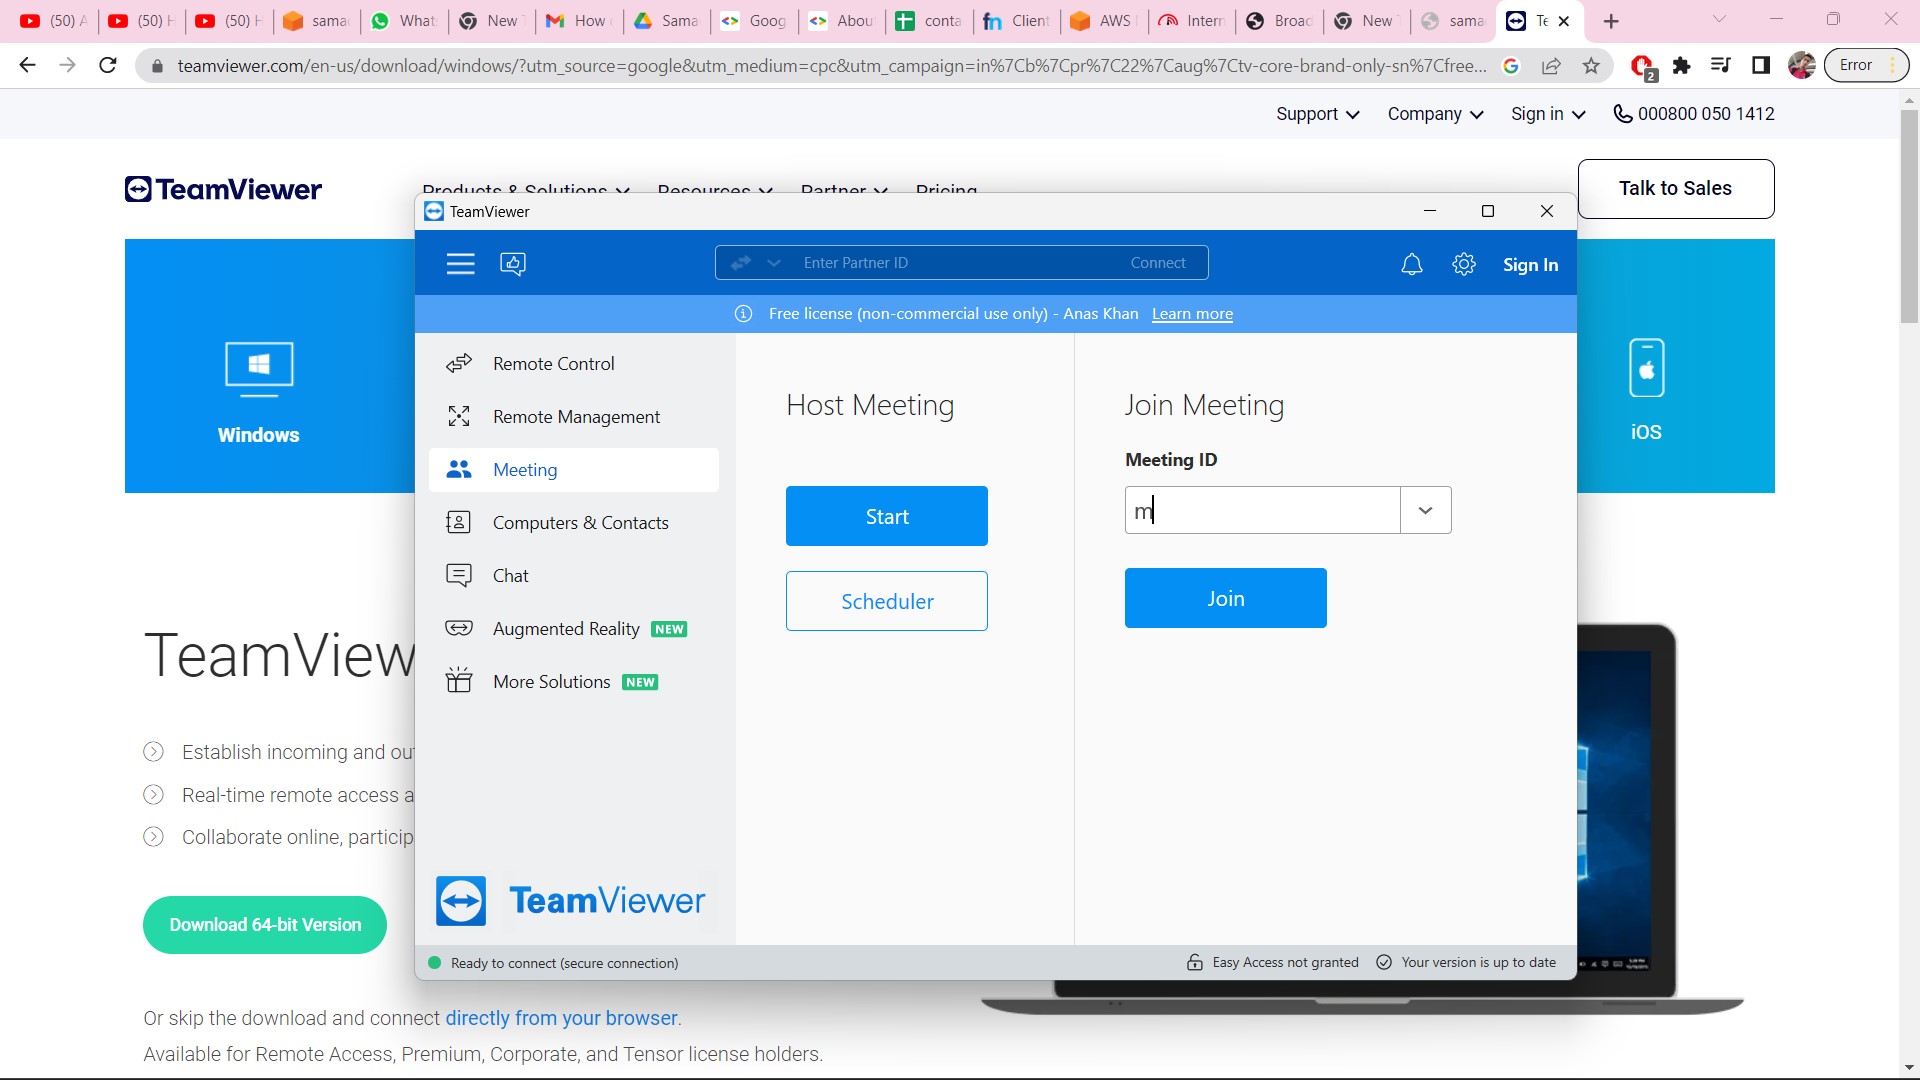 (50) A (50) H (50) H sama What New Gmail How Sama Goog Abou conta Client AWS Intern Broad New sama Te
teamviewer.com/en-us/download/windows/?utm_source=google&utm_medium=cpc&utm_campaign=in%7Cb%7Cpr%7C22%7Caug%7Ctv-core-brand-only-sn%7Cfree... 2 Error
Support Company Sign in 000800 050 1412
TeamViewer Products & Solutions Resources Partner Pricing Talk to Sales
TeamViewer
Enter Partner ID Connect Sign In
Free license (non-commercial use only) - Anas Khan Learn more
Remote Control
Remote Management
Meeting
Computers & Contacts
Chat
Augmented Reality NEW
More Solutions NEW
TeamViewer
Host Meeting
Start
Scheduler
Join Meeting
Meeting ID
m
Join
Ready to connect (secure connection) Easy Access not granted Your version is up to date
Windows
iOS
TeamView
Establish incoming and ou
Real-time remote access a
Collaborate online, particip
Download 64-bit Version
Or skip the download and connect directly from your browser.
Available for Remote Access, Premium, Corporate, and Tensor license holders.